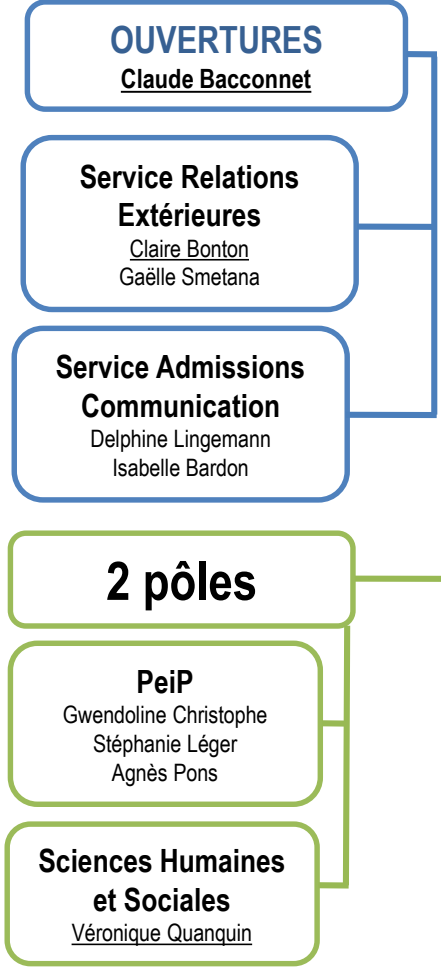 OUVERTURES
Claude Bacconnet
Service Relations
Extérieures
Claire Bonton
Gaëlle Smetana
Service Admissions
Communication
Delphine Lingemann
Isabelle Bardon
2 pôles
PeiP
Gwendoline Christophe
Stéphanie Léger
Agnès Pons
Sciences Humaines
et Sociales
Véronique Quanquin